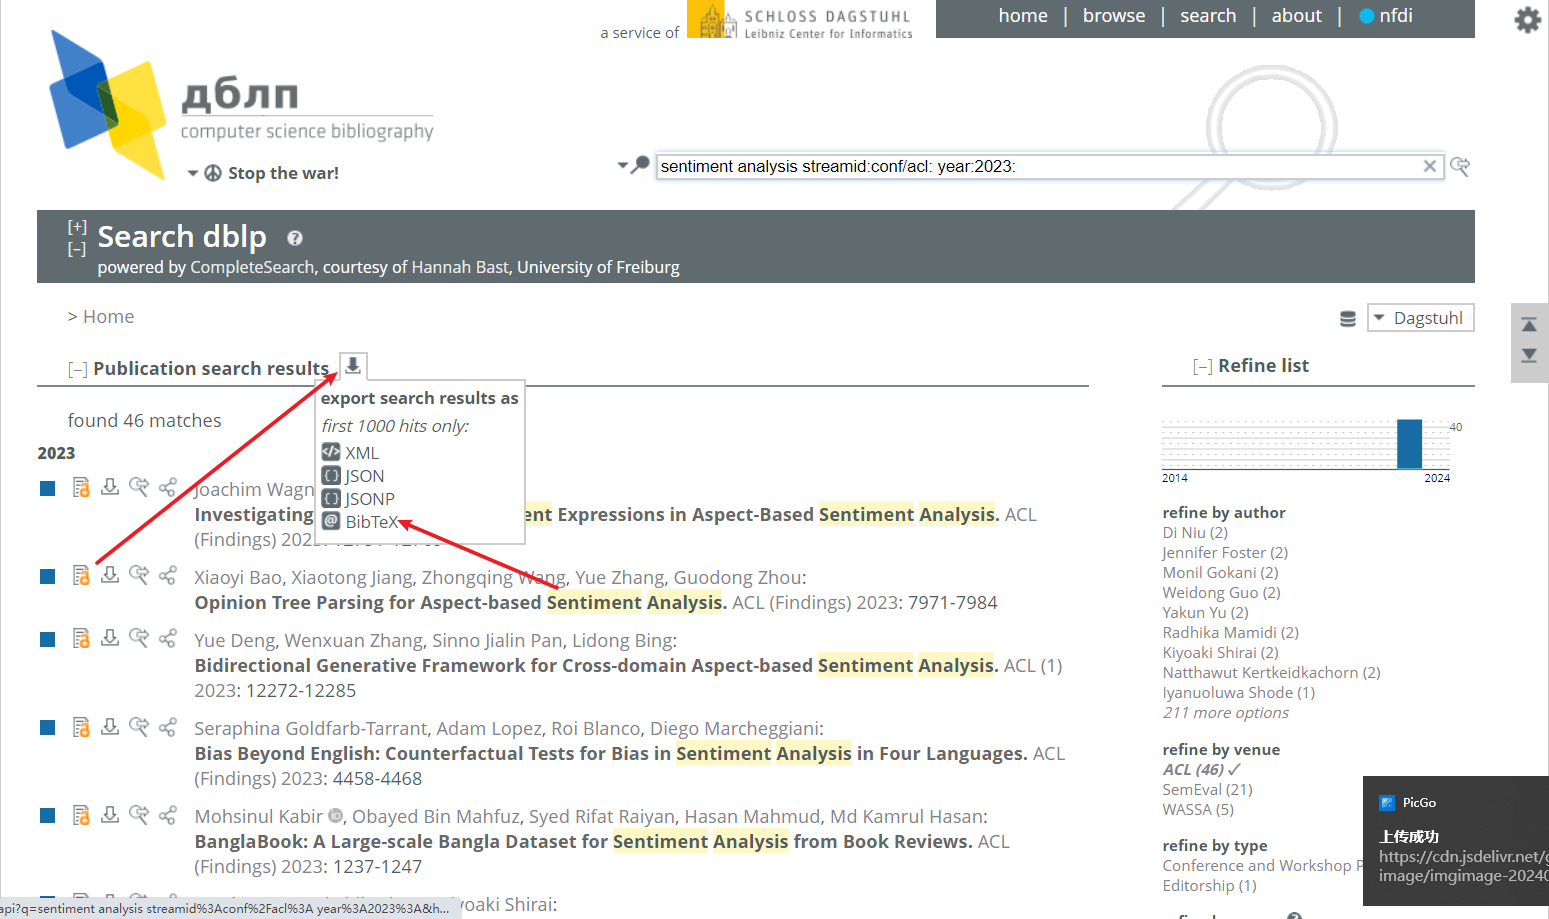 a service of
SCHLOSS DAGSTUHL
Leibniz Center for Informatics
home | browse | search | about | nfdi
дблп
computer science bibliography
Stop the war!
sentiment analysis streamid:conf/acl: year:2023:
[+]
[−]
Search dblp ?
powered by CompleteSearch, courtesy of Hannah Bast, University of Freiburg
> Home
Dagstuhl
[−] Publication search results
export search results as
first 1000 hits only:
XML
JSON
JSONP
@ BibTeX
found 46 matches
2023
Joachim Wagn
Investigating
ent Expressions in Aspect-Based Sentiment Analysis. ACL
(Findings) 2023:
Xiaoyi Bao, Xiaotong Jiang, Zhongqing Wang, Yue Zhang, Guodong Zhou:
Opinion Tree Parsing for Aspect-based Sentiment Analysis. ACL (Findings) 2023: 7971-7984
Yue Deng, Wenxuan Zhang, Sinno Jialin Pan, Lidong Bing:
Bidirectional Generative Framework for Cross-domain Aspect-based Sentiment Analysis. ACL (1)
2023: 12272-12285
Seraphina Goldfarb-Tarrant, Adam Lopez, Roi Blanco, Diego Marcheggiani:
Bias Beyond English: Counterfactual Tests for Bias in Sentiment Analysis in Four Languages. ACL
(Findings) 2023: 4458-4468
Mohsinul Kabir, Obayed Bin Mahfuz, Syed Rifat Raiyan, Hasan Mahmud, Md Kamrul Hasan:
BanglaBook: A Large-scale Bangla Dataset for Sentiment Analysis from Book Reviews. ACL
(Findings) 2023: 1237-1247
yoaki Shirai:
api?q=sentiment analysis streamid%3Aconf%2Facl%3A year%3A2023%3A&h...
[−] Refine list
40
2014
2024
refine by author
Di Niu (2)
Jennifer Foster (2)
Monil Gokani (2)
Weidong Guo (2)
Yakun Yu (2)
Radhika Mamidi (2)
Kiyoaki Shirai (2)
Natthawut Kertkeidkachorn (2)
Iyanuoluwa Shode (1)
211 more options
refine by venue
ACL (46) ✓
SemEval (21)
WASSA (5)
refine by type
Conference and Workshop P
Editorship (1)
PicGo
上传成功
https://cdn.jsdelivr.net/g
image/imgimage-20240